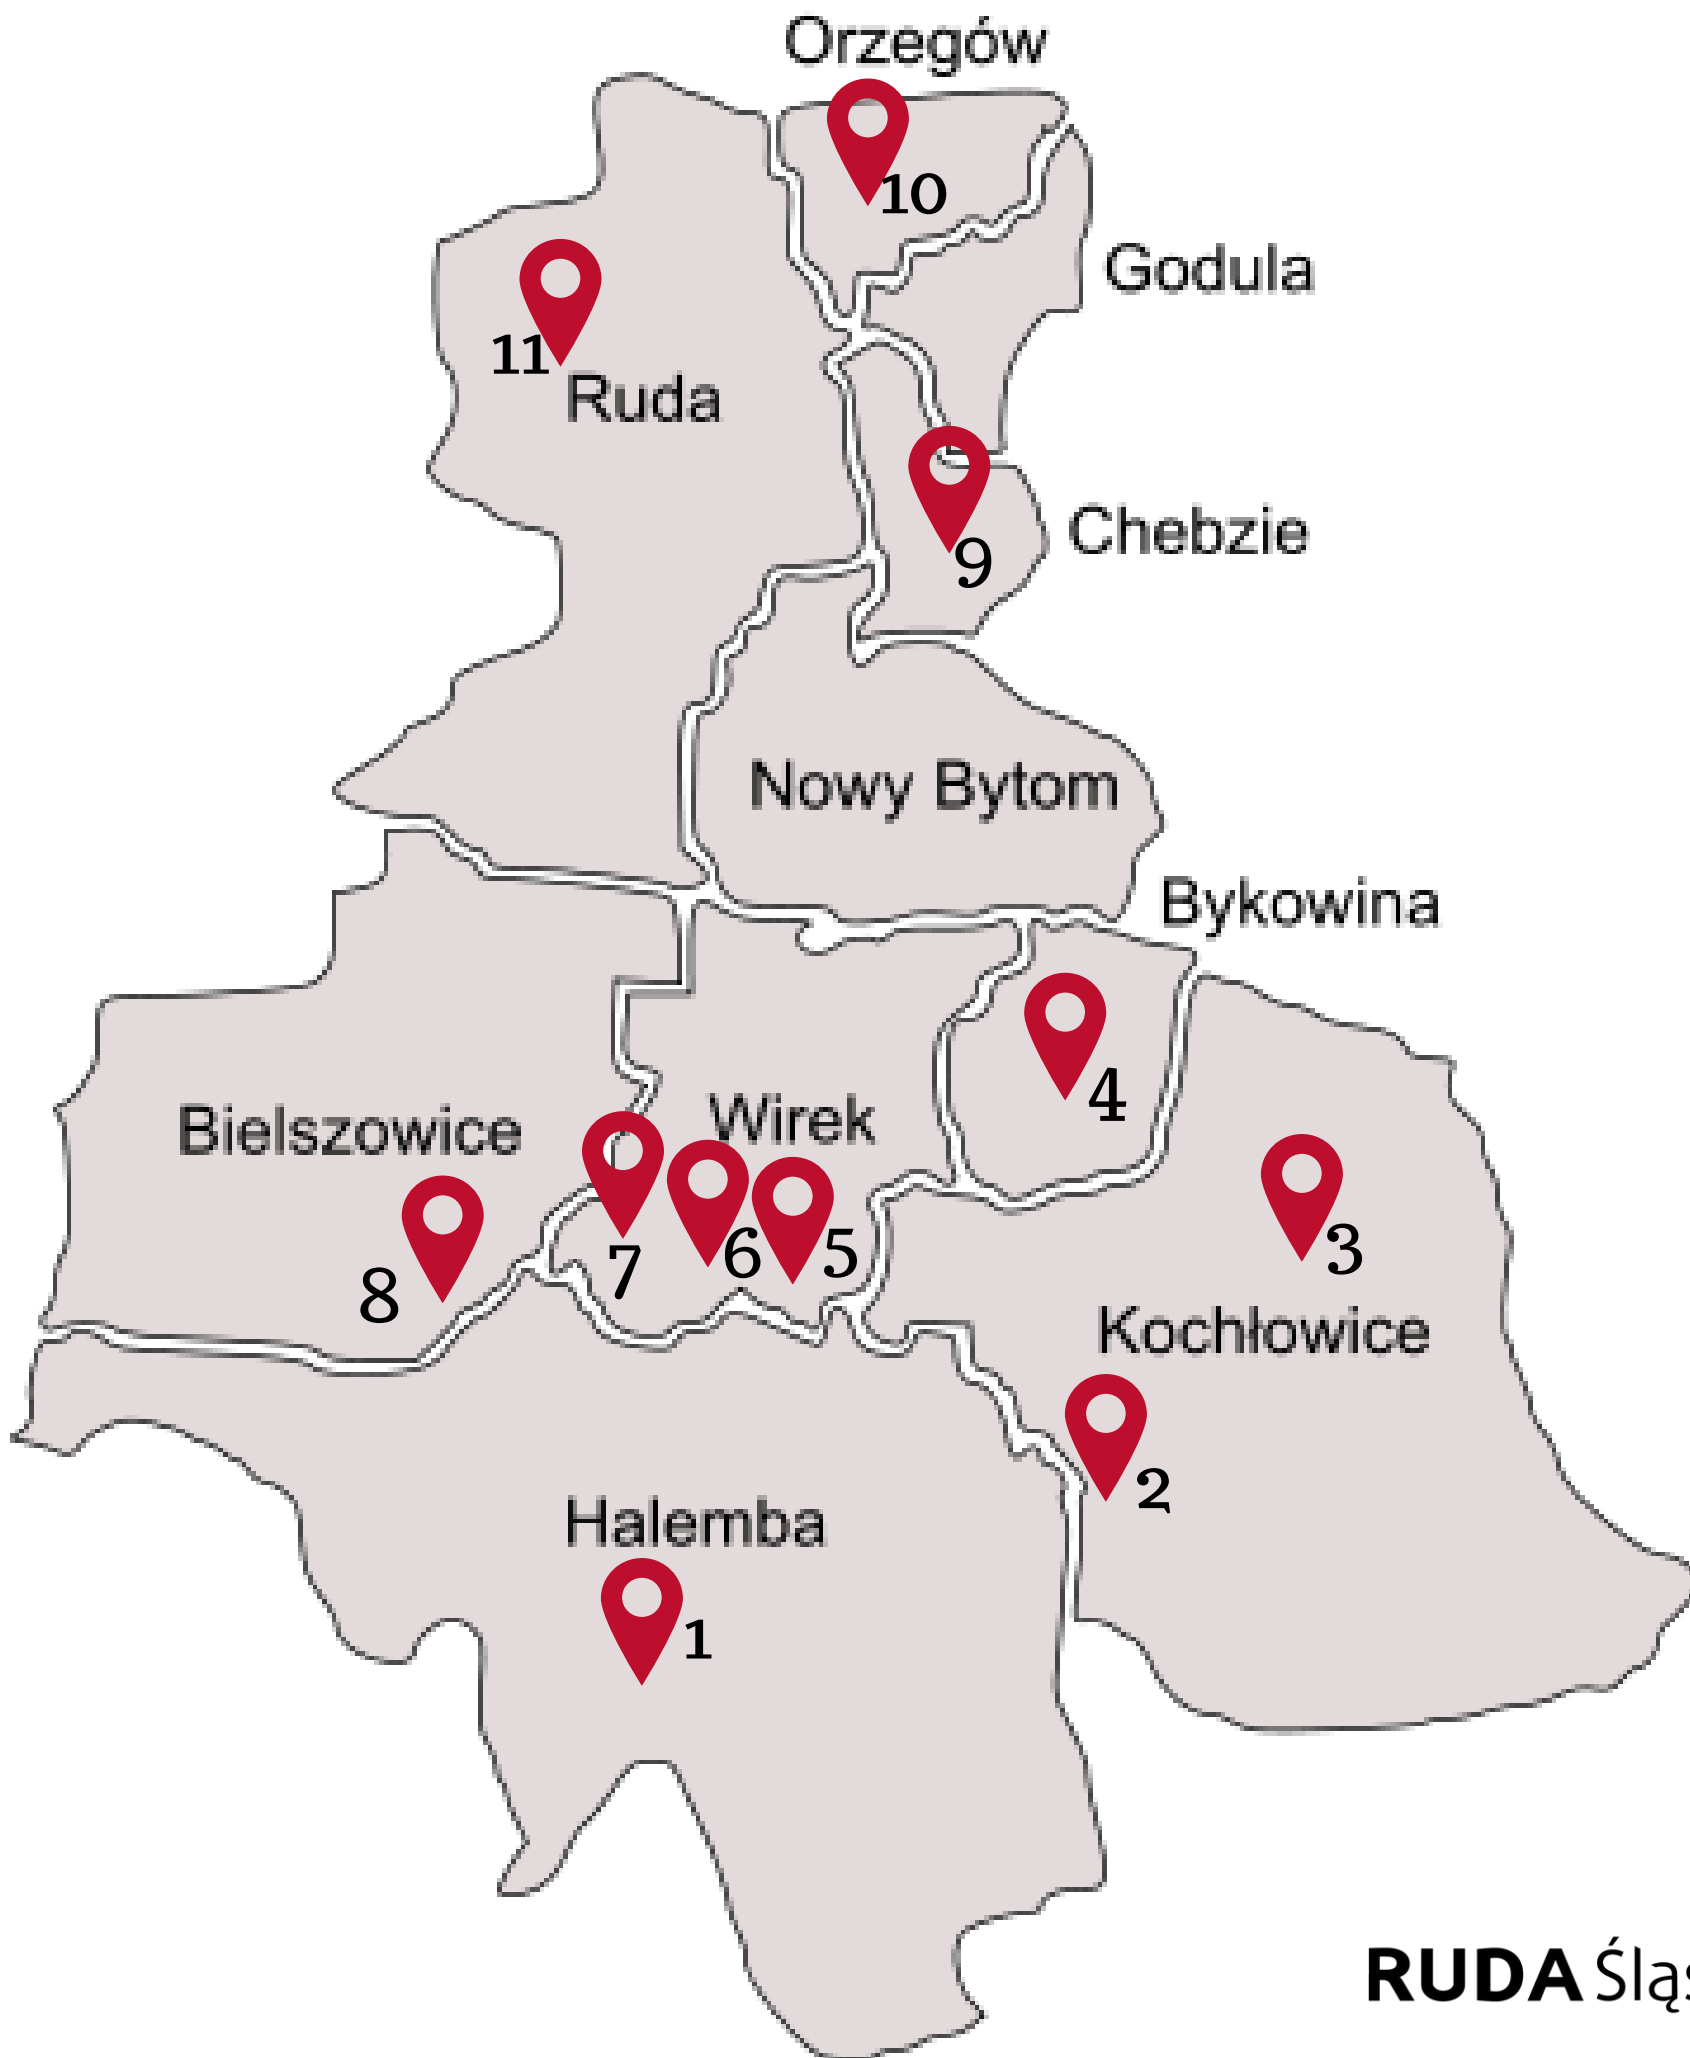 Orzegów
10
Godula
11
Ruda
Chebzie
9
Nowy Bytom
Bykowina
4
Bielszowice
Wirek
3
6
5
7
8
Kochłowice
2
Halemba
1
RUDA Ślą